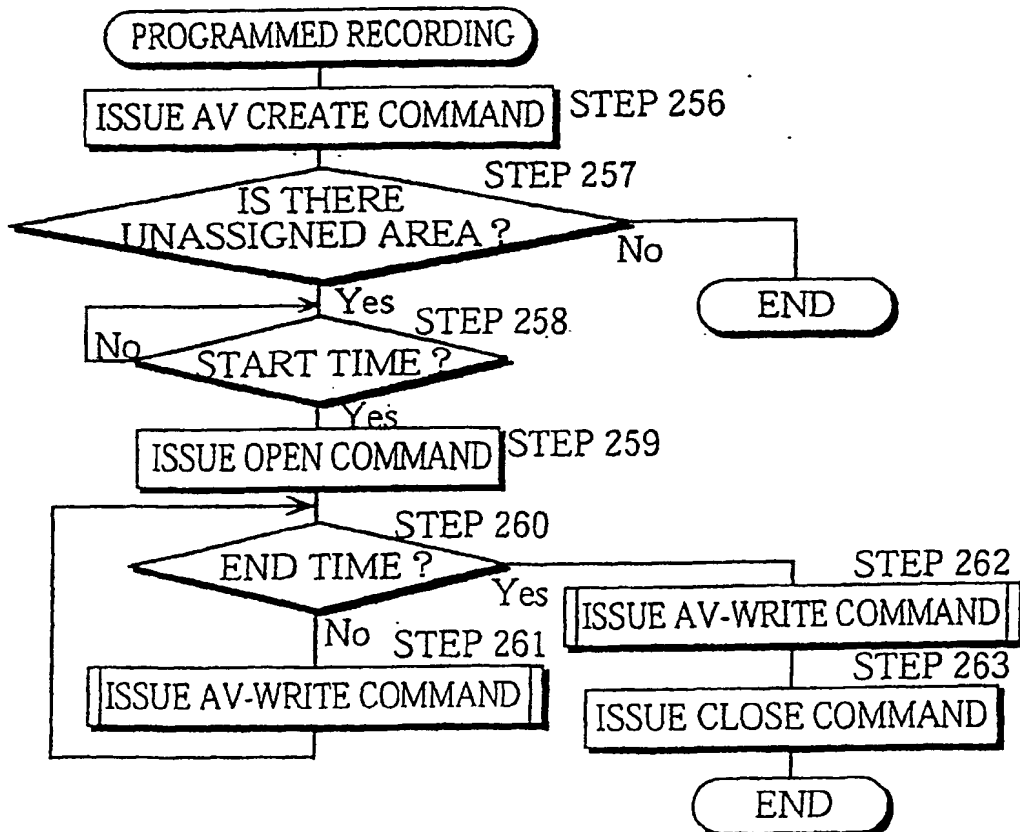 PROGRAMMED RECORDING
ISSUE AV CREATE COMMAND
STEP 256
STEP 257
IS THERE
UNASSIGNED AREA ?
No
END
Yes
STEP 258
No
START TIME ?
Yes
ISSUE OPEN COMMAND
STEP 259
STEP 260
END TIME ?
Yes
No
STEP 261
ISSUE AV-WRITE COMMAND
STEP 262
ISSUE AV-WRITE COMMAND
STEP 263
ISSUE CLOSE COMMAND
END